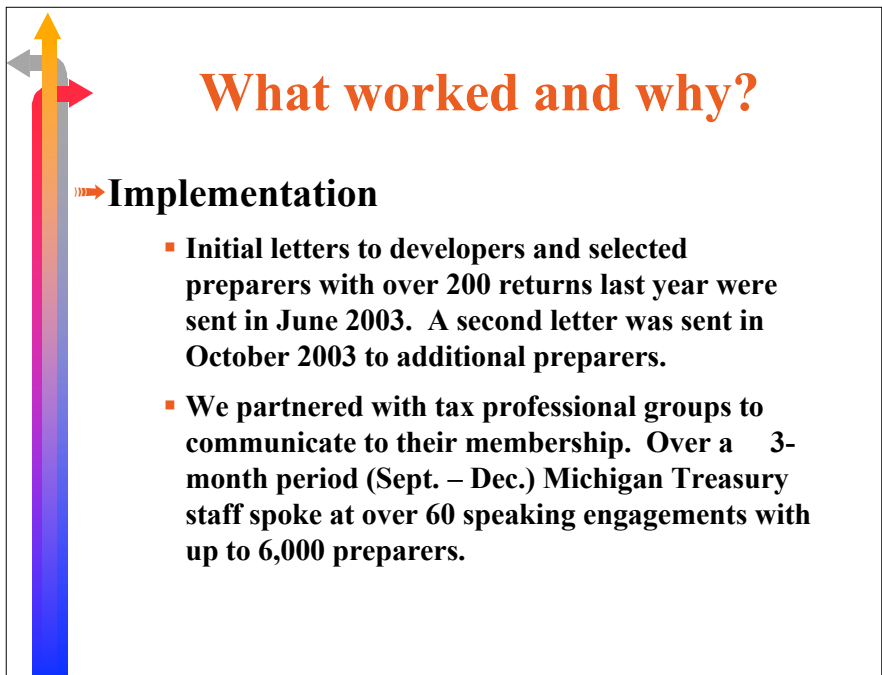 What worked and why?
Implementation
Initial letters to developers and selected
preparers with over 200 returns last year were
sent in June 2003.  A second letter was sent in
October 2003 to additional preparers.
We partnered with tax professional groups to
communicate to their membership.  Over a    3-
month period (Sept. – Dec.) Michigan Treasury
staff spoke at over 60 speaking engagements with
up to 6,000 preparers.